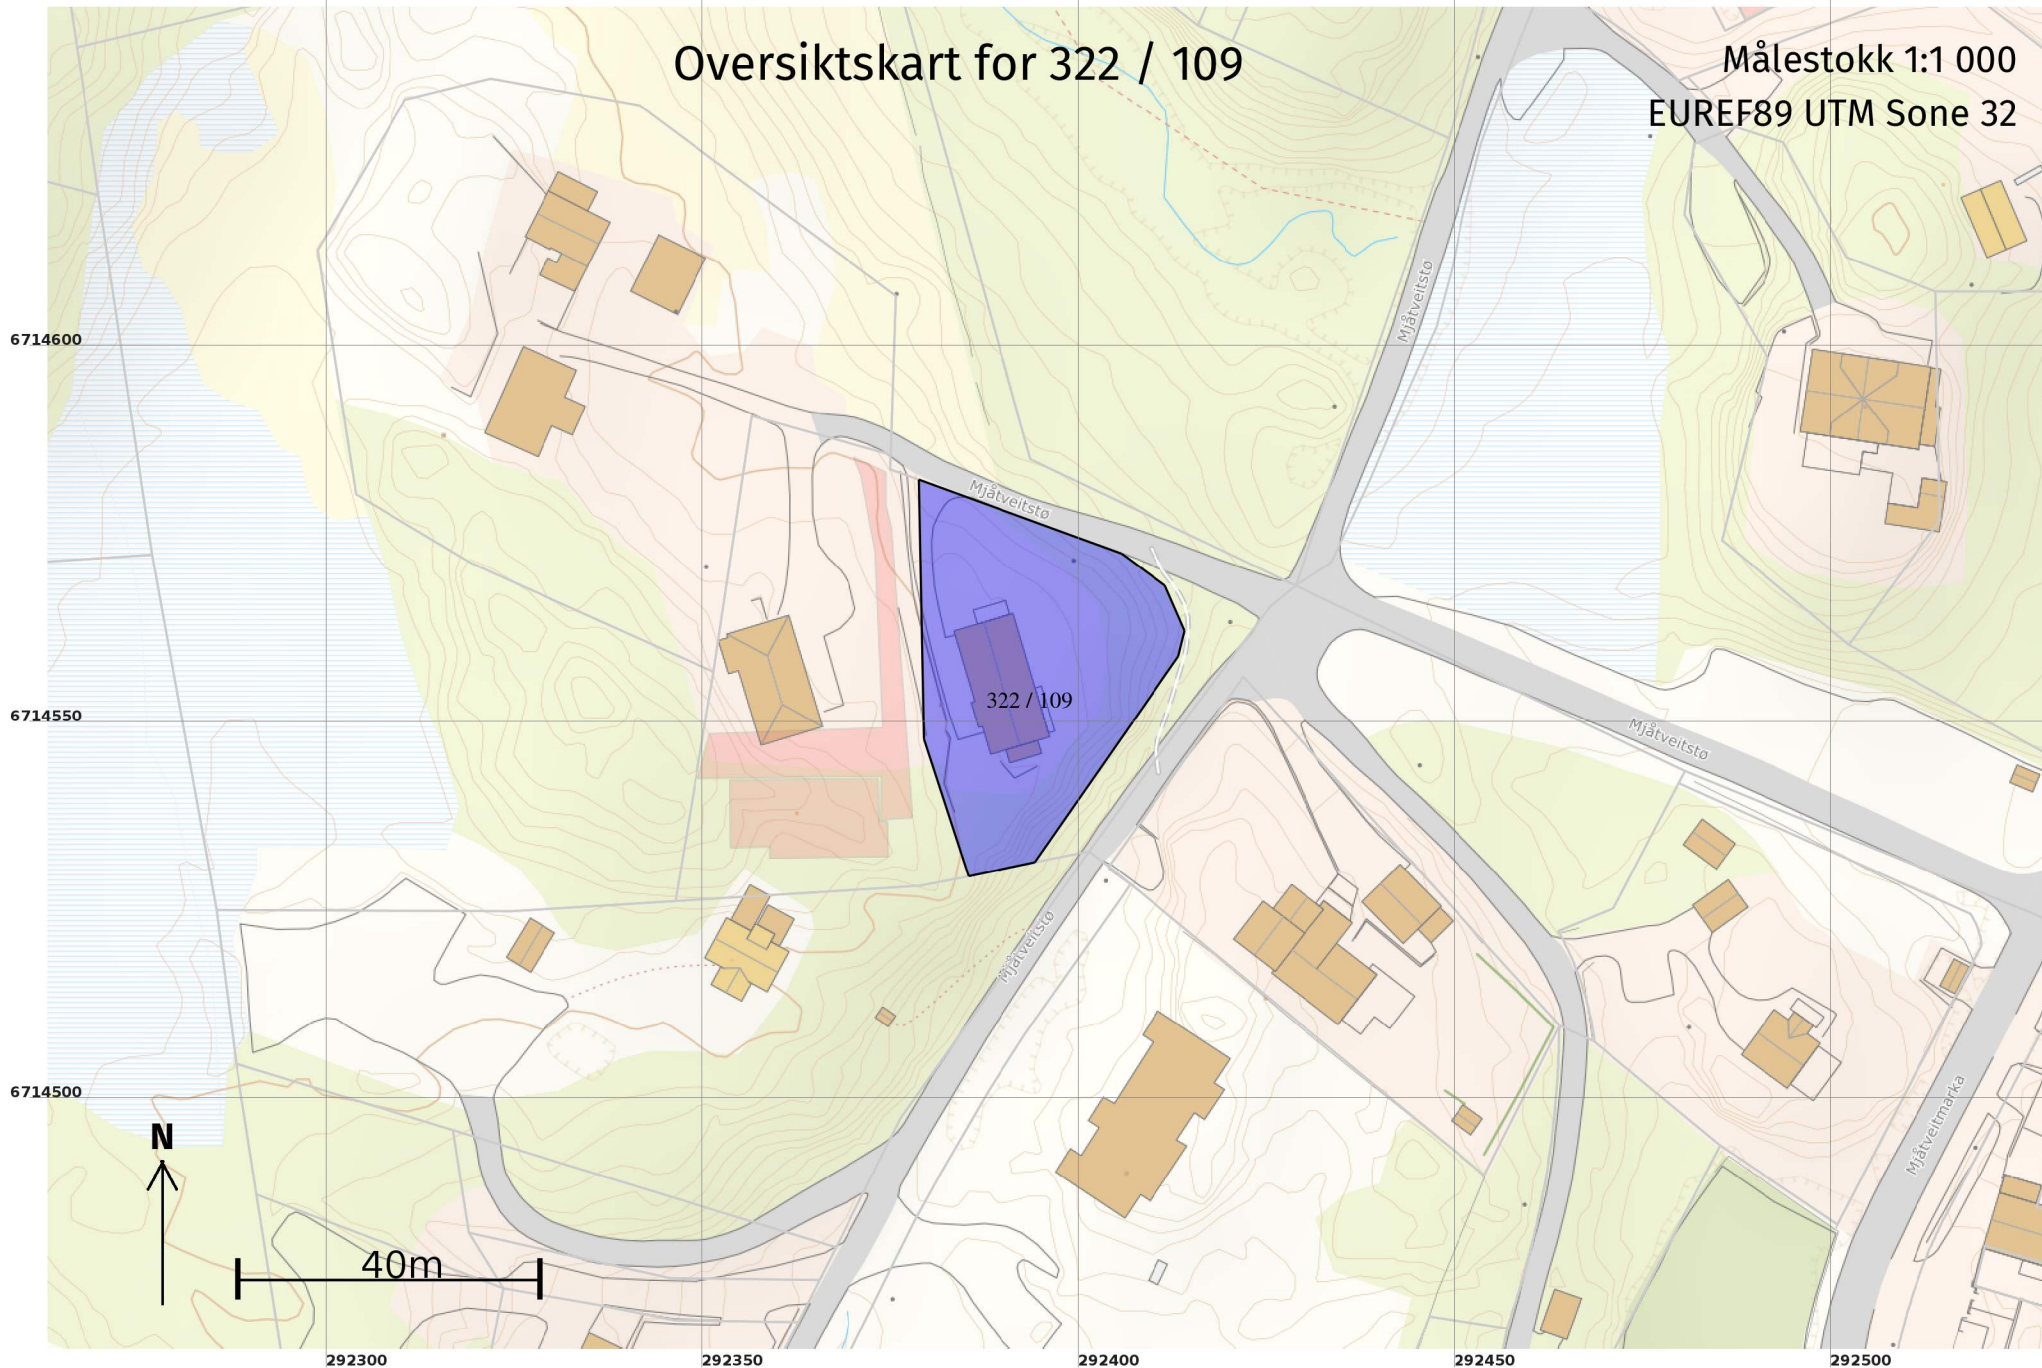 Oversiktskart for 322 / 109
Målestokk 1:1 000
EUREF89 UTM Sone 32
Mjåtveitstø
6714600
Mjåtveitstø
322 / 109
6714550
Mjåtveitstø
Mjåtveitstø
6714500
Mjåtveitmarka
N
40m
292300
292350
292400
292450
292500